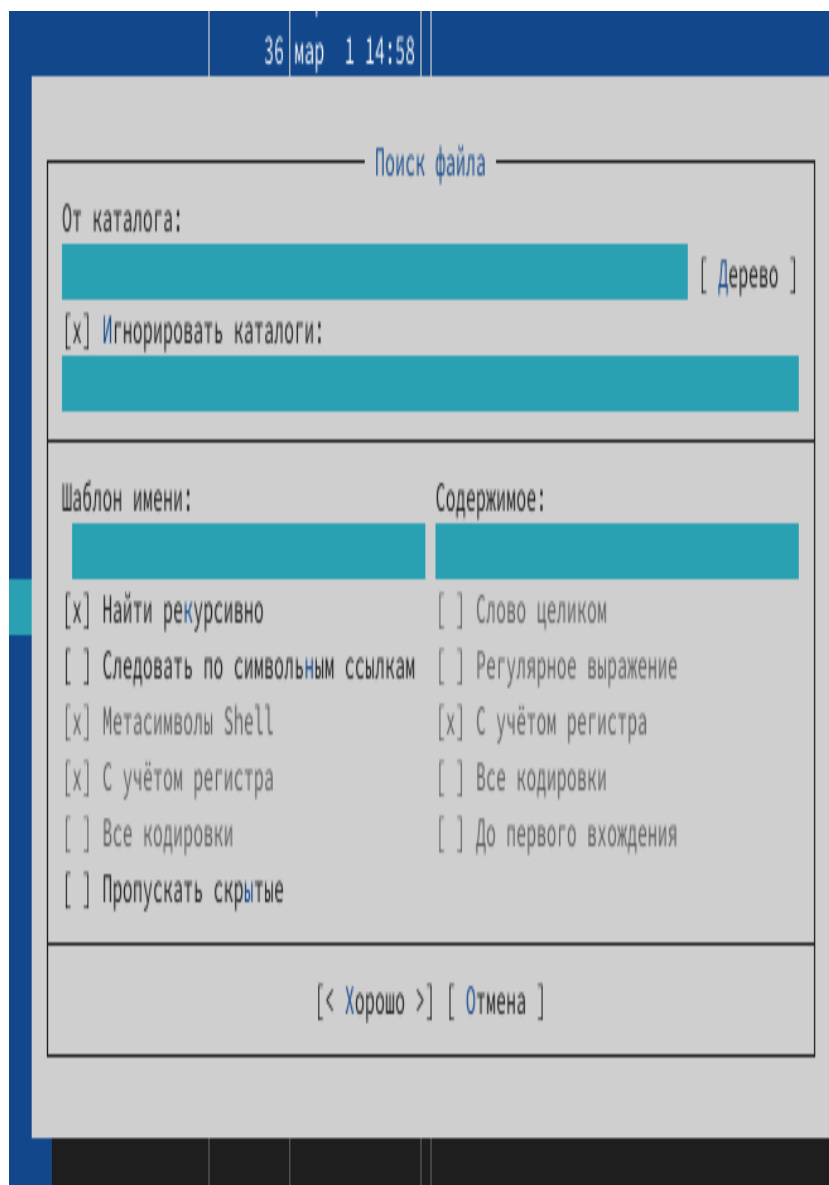 36 мар 1 14:58
Поиск файла
От каталога:
[ Дерево ]
[x] Игнорировать каталоги:
Шаблон имени: Содержимое:
[x] Найти рекурсивно [ ] Слово целиком
[ ] Следовать по символьным ссылкам [ ] Регулярное выражение
[x] Метасимволы Shell [x] С учётом регистра
[x] С учётом регистра [ ] Все кодировки
[ ] Все кодировки [ ] До первого вхождения
[ ] Пропускать скрытые
[< Хорошо >] [ Отмена ]